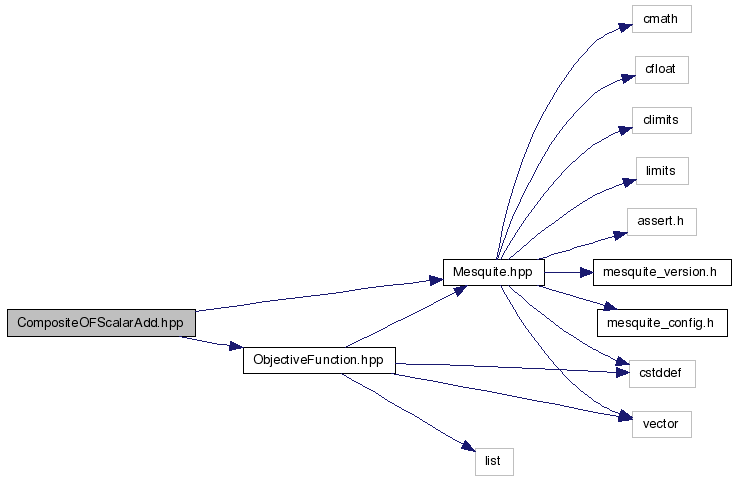 cmath
cfloat
climits
limits
assert.h
Mesquite.hpp
mesquite_version.h
CompositeOFScalarAdd.hpp
mesquite_config.h
ObjectiveFunction.hpp
cstddef
vector
list